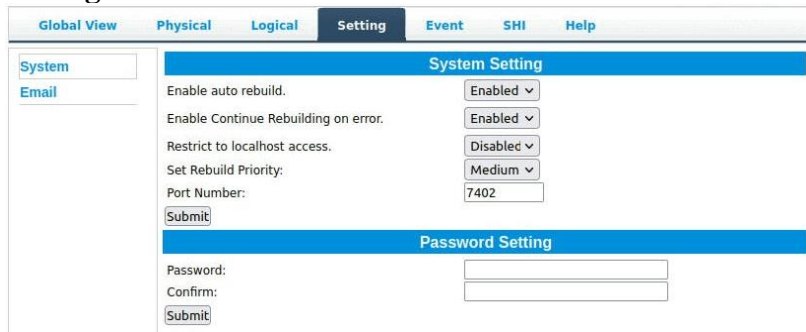 Global View Physical Logical Setting Event SHI Help
System
Email
System Setting
Enable auto rebuild. Enabled
Enable Continue Rebuilding on error. Enabled
Restrict to localhost access. Disabled
Set Rebuild Priority: Medium
Port Number: 7402
Submit
Password Setting
Password:
Confirm:
Submit